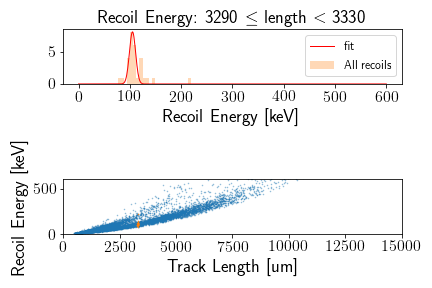 Recoil Energy: 3290 ≤ length < 3330
5
0
fit
All recoils
0 100 200 300 400 500 600
Recoil Energy [keV]
Recoil Energy [keV]
500
0
0 2500 5000 7500 10000 12500 15000
Track Length [um]